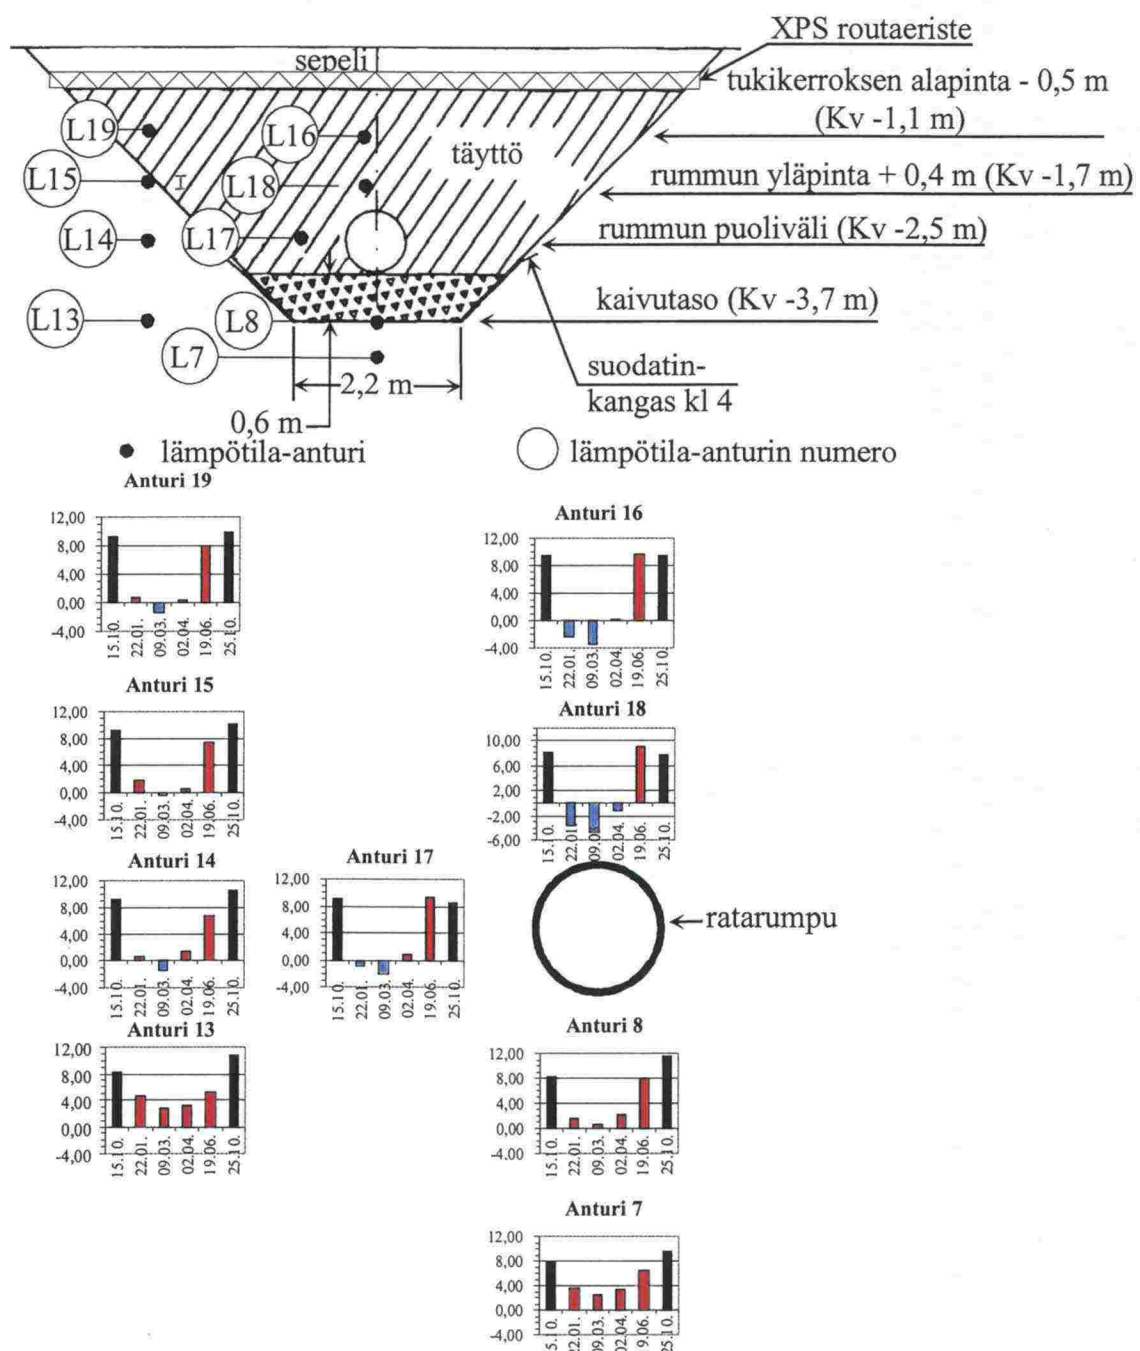 XPS routaeriste
sepeli
tukikerroksen alapinta - 0,5 m
(Kv -1,1 m)
L19
L16
täyttö
L15
L18
rummun yläpinta + 0,4 m (Kv -1,7 m)
L14
L17
rummun puoliväli (Kv -2,5 m)
L13
L8
kaivutaso (Kv -3,7 m)
L7
2,2 m
suodatin-
kangas kl 4
0,6 m
lämpötila-anturi
lämpötila-anturin numero
Anturi 19
12,00
8,00
4,00
0,00
-4,00
15.10.
22.01.
09.03.
02.04.
19.06.
25.10.
Anturi 16
12,00
8,00
4,00
0,00
-4,00
15.10.
22.01.
09.03.
02.04.
19.06.
25.10.
Anturi 15
12,00
8,00
4,00
0,00
-4,00
15.10.
22.01.
09.03.
02.04.
19.06.
25.10.
Anturi 18
10,00
6,00
2,00
-2,00
-6,00
15.10.
22.01
02.04.
19.06.
25.10.
Anturi 14
12,00
8,00
4,00
0,00
-4,00
15.10.
22.01.
09.03.
02.04.
19.06.
25.10.
Anturi 17
12,00
8,00
4,00
0,00
-4,00
15.10.
22.01.
09.03.
02.04.
19.06.
25.10.
ratarumpu
Anturi 13
12,00
8,00
4,00
0,00
-4,00
15.10.
22.01.
09.03.
02.04.
19.06.
25.10.
Anturi 8
12,00
8,00
4,00
0,00
-4,00
15.10.
22.01.
09.03.
02.04.
19.06.
25.10.
Anturi 7
12,00
8,00
4,00
0,00
-4,00
5.10.
22.01.
09.03.
02.04.
9.06.
25.10.